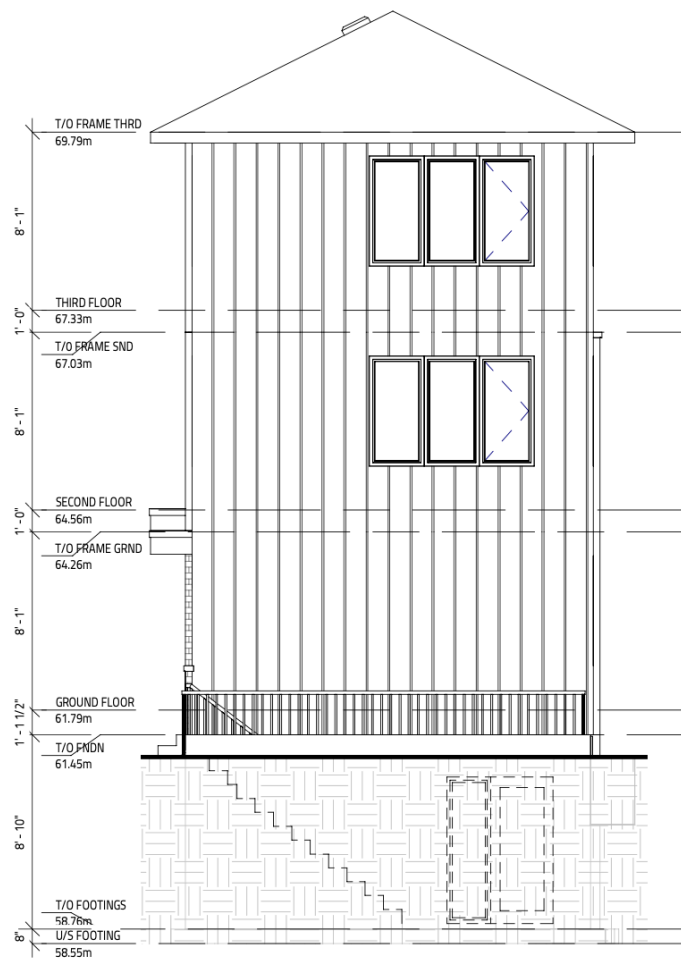 T/O FRAME THRD
69.79m
8' - 1"
THIRD FLOOR
67.33m
1' - 0"
T/O FRAME SND
67.03m
8' - 1"
SECOND FLOOR
64.56m
1' - 0"
T/O FRAME GRND
64.26m
8' - 1"
GROUND FLOOR
61.79m
1' - 1 1/2"
T/O FNDN
61.45m
8' - 10"
T/O FOOTINGS
58.76m
8"
U/S FOOTING
58.55m